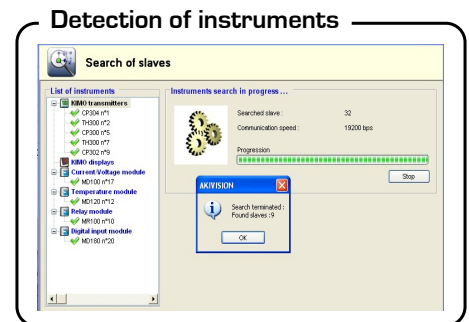 Detection of instruments
Search of slaves
List of instruments
KIMO transmitters
CP304 n°1
TH300 n°2
CP300 n°5
TH300 n°7
CP302 n°9
KIMO displays
Current/Voltage module
MD100 n°17
Temperature module
MD120 n°12
Relay module
MR100 n°10
Digital input module
MD180 n°20
Instruments search in progress ...
Searched slave : 32
Communication speed : 19200 bps
Progression
Stop
AKIVISION
Search terminated :
Found slaves :9
OK